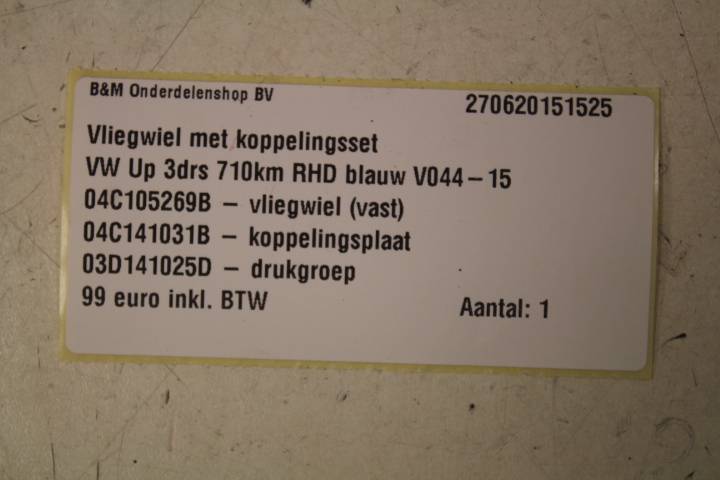 B&M Onderdelenshop BV 270620151525
Vliegwiel met koppelingsset
VW Up 3drs 710km RHD blauw V044-15
04C105269B - vliegwiel (vast)
04C141031B - koppelingsplaat
03D141025D - drukgroep
99 euro inkl. BTW Aantal: 1